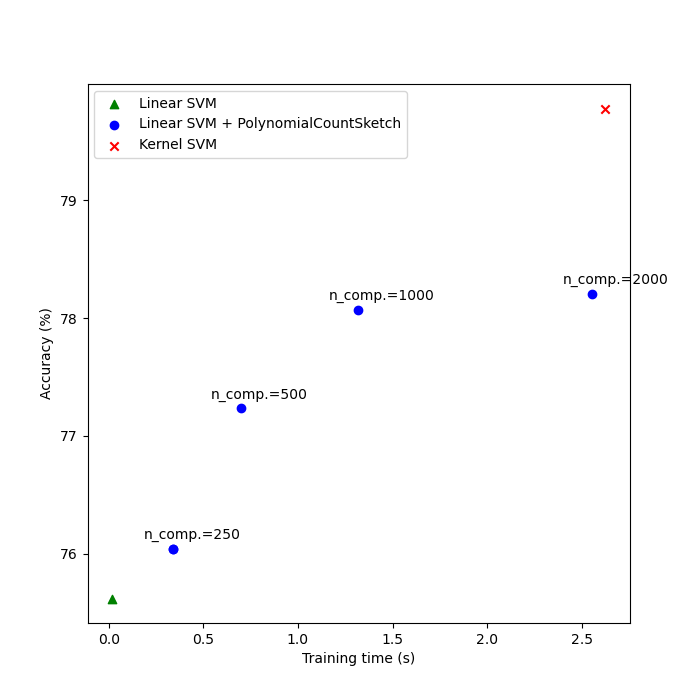 Linear SVM
Linear SVM + PolynomialCountSketch
Kernel SVM
79
78
77
76
Accuracy (%)
n_comp.=2000
n_comp.=1000
n_comp.=500
n_comp.=250
0.0 0.5 1.0 1.5 2.0 2.5
Training time (s)